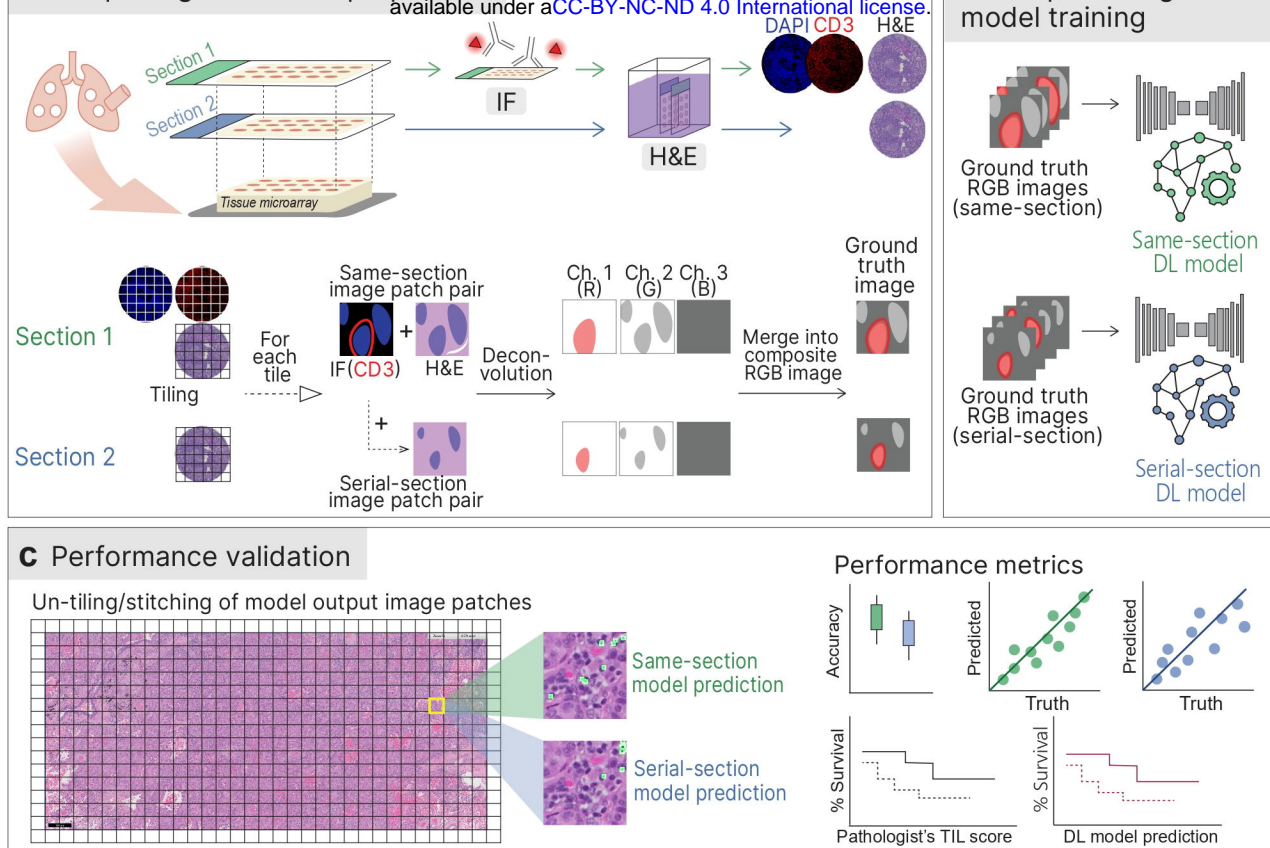 available under aCC-BY-NC-ND 4.0 International license.
model training
Section 1
Section 2
Tissue microarray
IF
H&E
DAPI CD3 H&E
Ground truth
RGB images
(same-section)
Same-section
DL model
Ground truth
RGB images
(serial-section)
Serial-section
DL model
Section 1
Section 2
Tiling
For
each
tile
Same-section
image patch pair
+
IF(CD3) H&E
+
Serial-section
image patch pair
Decon-
volution
Ch. 1
(R)
Ch. 2
(G)
Ch. 3
(B)
Merge into
composite
RGB image
Ground
truth
image
c Performance validation
Un-tiling/stitching of model output image patches
Same-section
model prediction
Serial-section
model prediction
Performance metrics
Accuracy
Predicted
Truth
Predicted
Truth
% Survival
Pathologist's TIL score
% Survival
DL model prediction